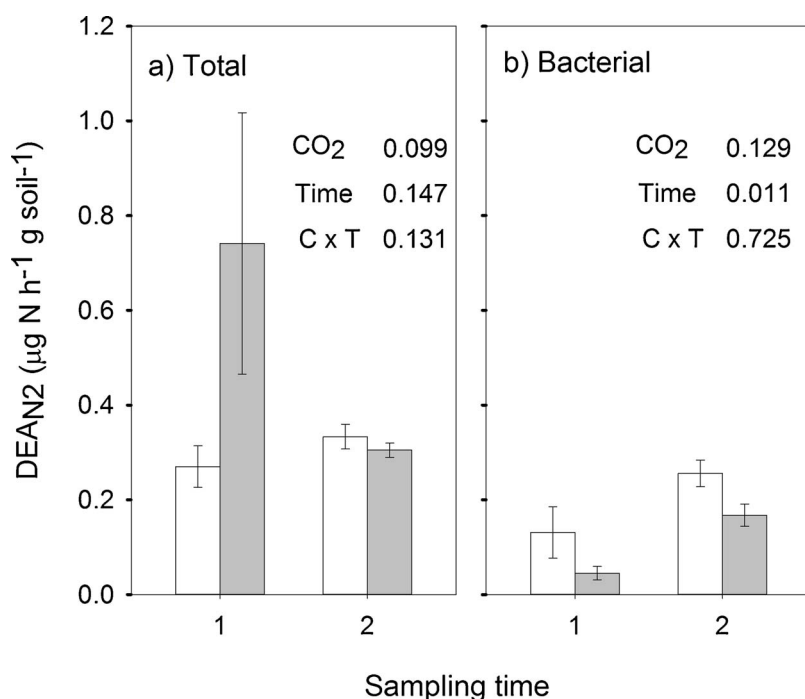 1.2
1.0
0.8
0.6
0.4
0.2
0.0
DEAN2 (µg N h-1 g soil-1)
a) Total
CO2 0.099
Time 0.147
C x T 0.131
b) Bacterial
CO2 0.129
Time 0.011
C x T 0.725
1 2
1 2
Sampling time